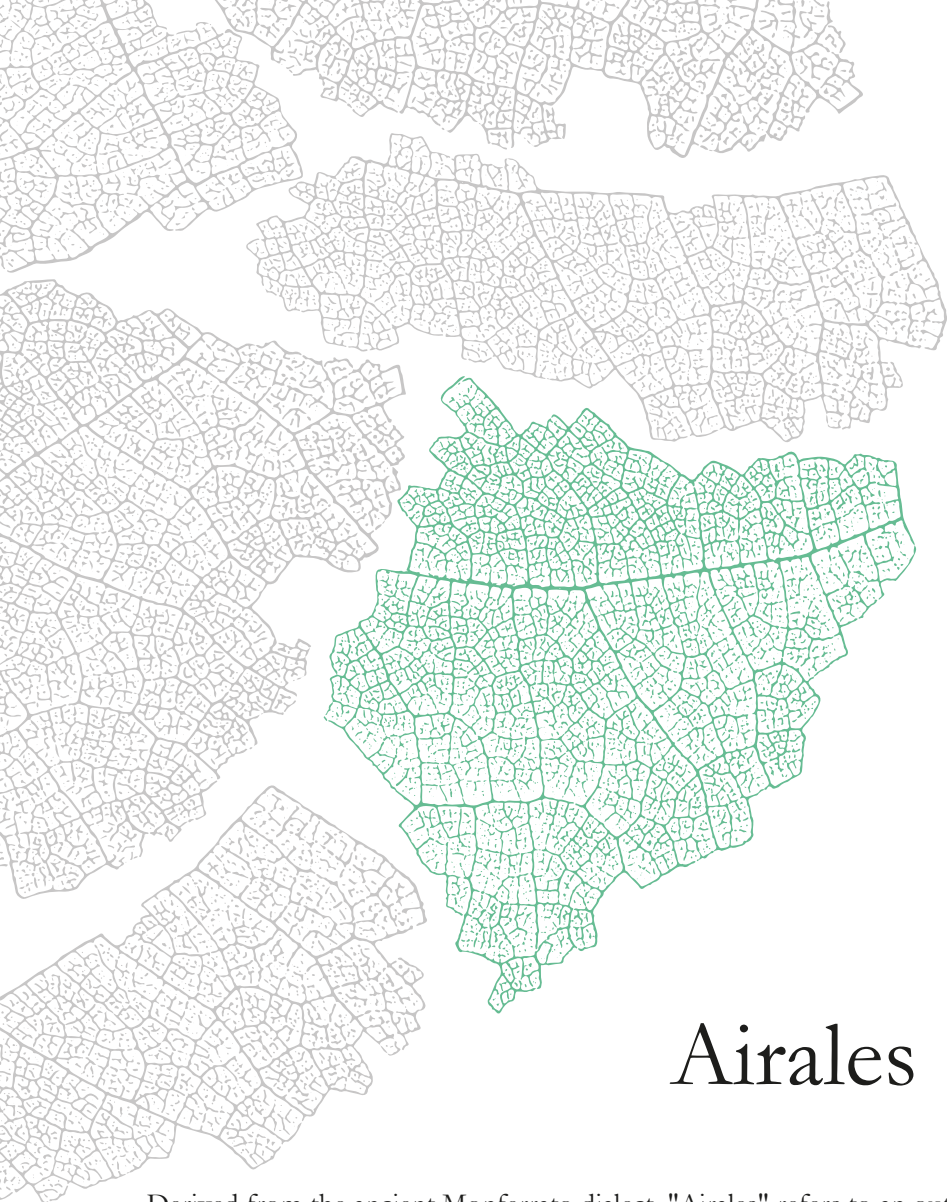 Airales
Derived from the ancient Monferrato dialect, "Airales" refers to an